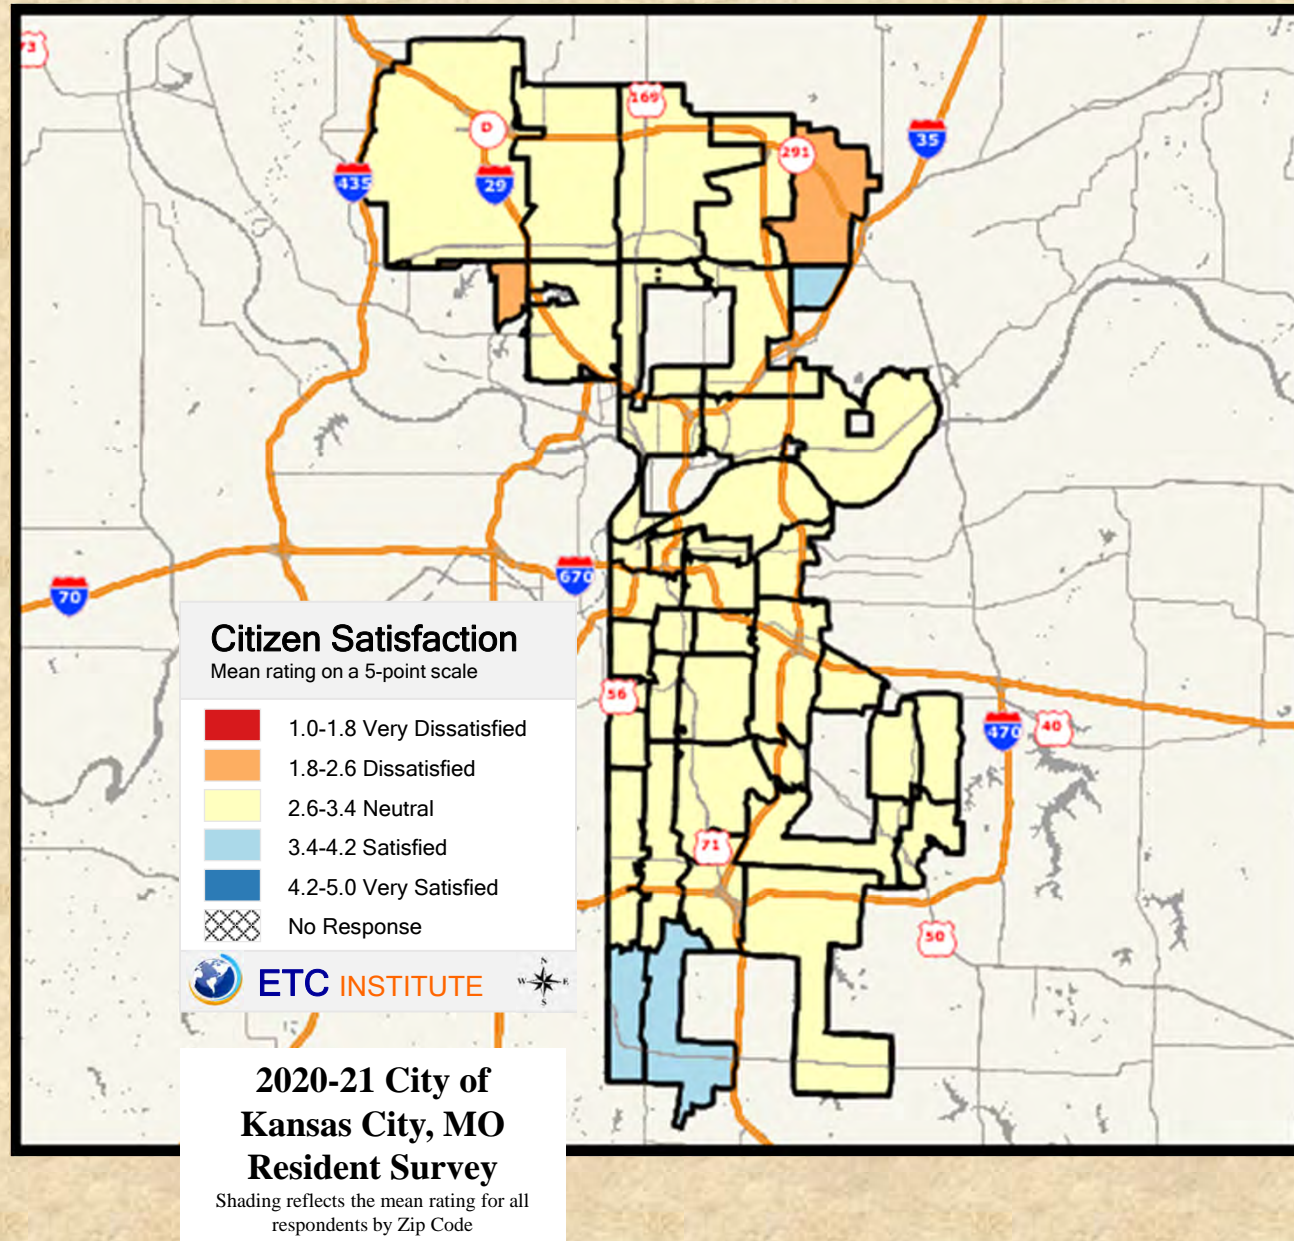 73
169
D
291
35
435
29
70
670
Citizen Satisfaction
Mean rating on a 5-point scale
1.0-1.8 Very Dissatisfied
1.8-2.6 Dissatisfied
2.6-3.4 Neutral
3.4-4.2 Satisfied
4.2-5.0 Very Satisfied
No Response
ETC INSTITUTE
N
W E
S
56
470
40
71
50
2020-21 City of
Kansas City, MO
Resident Survey
Shading reflects the mean rating for all
respondents by Zip Code